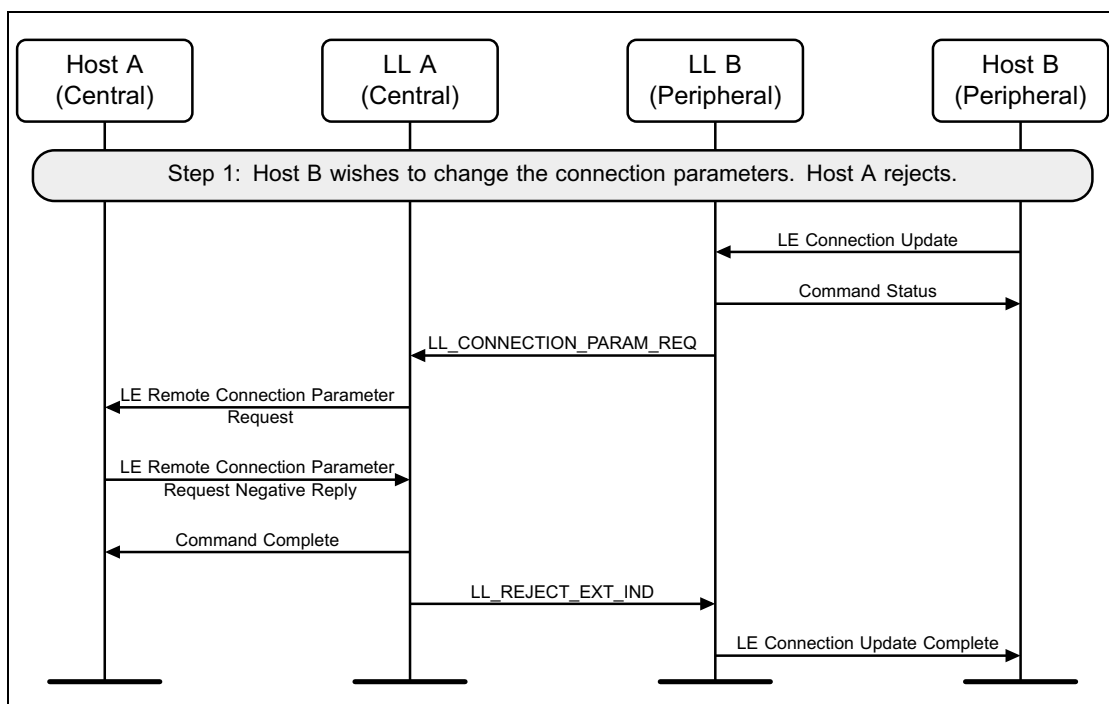 Host A
(Central)
LL A
(Central)
LL B
(Peripheral)
Host B
(Peripheral)
Step 1: Host B wishes to change the connection parameters. Host A rejects.
LE Connection Update
Command Status
LL_CONNECTION_PARAM_REQ
LE Remote Connection Parameter
Request
LE Remote Connection Parameter
Request Negative Reply
Command Complete
LL_REJECT_EXT_IND
LE Connection Update Complete